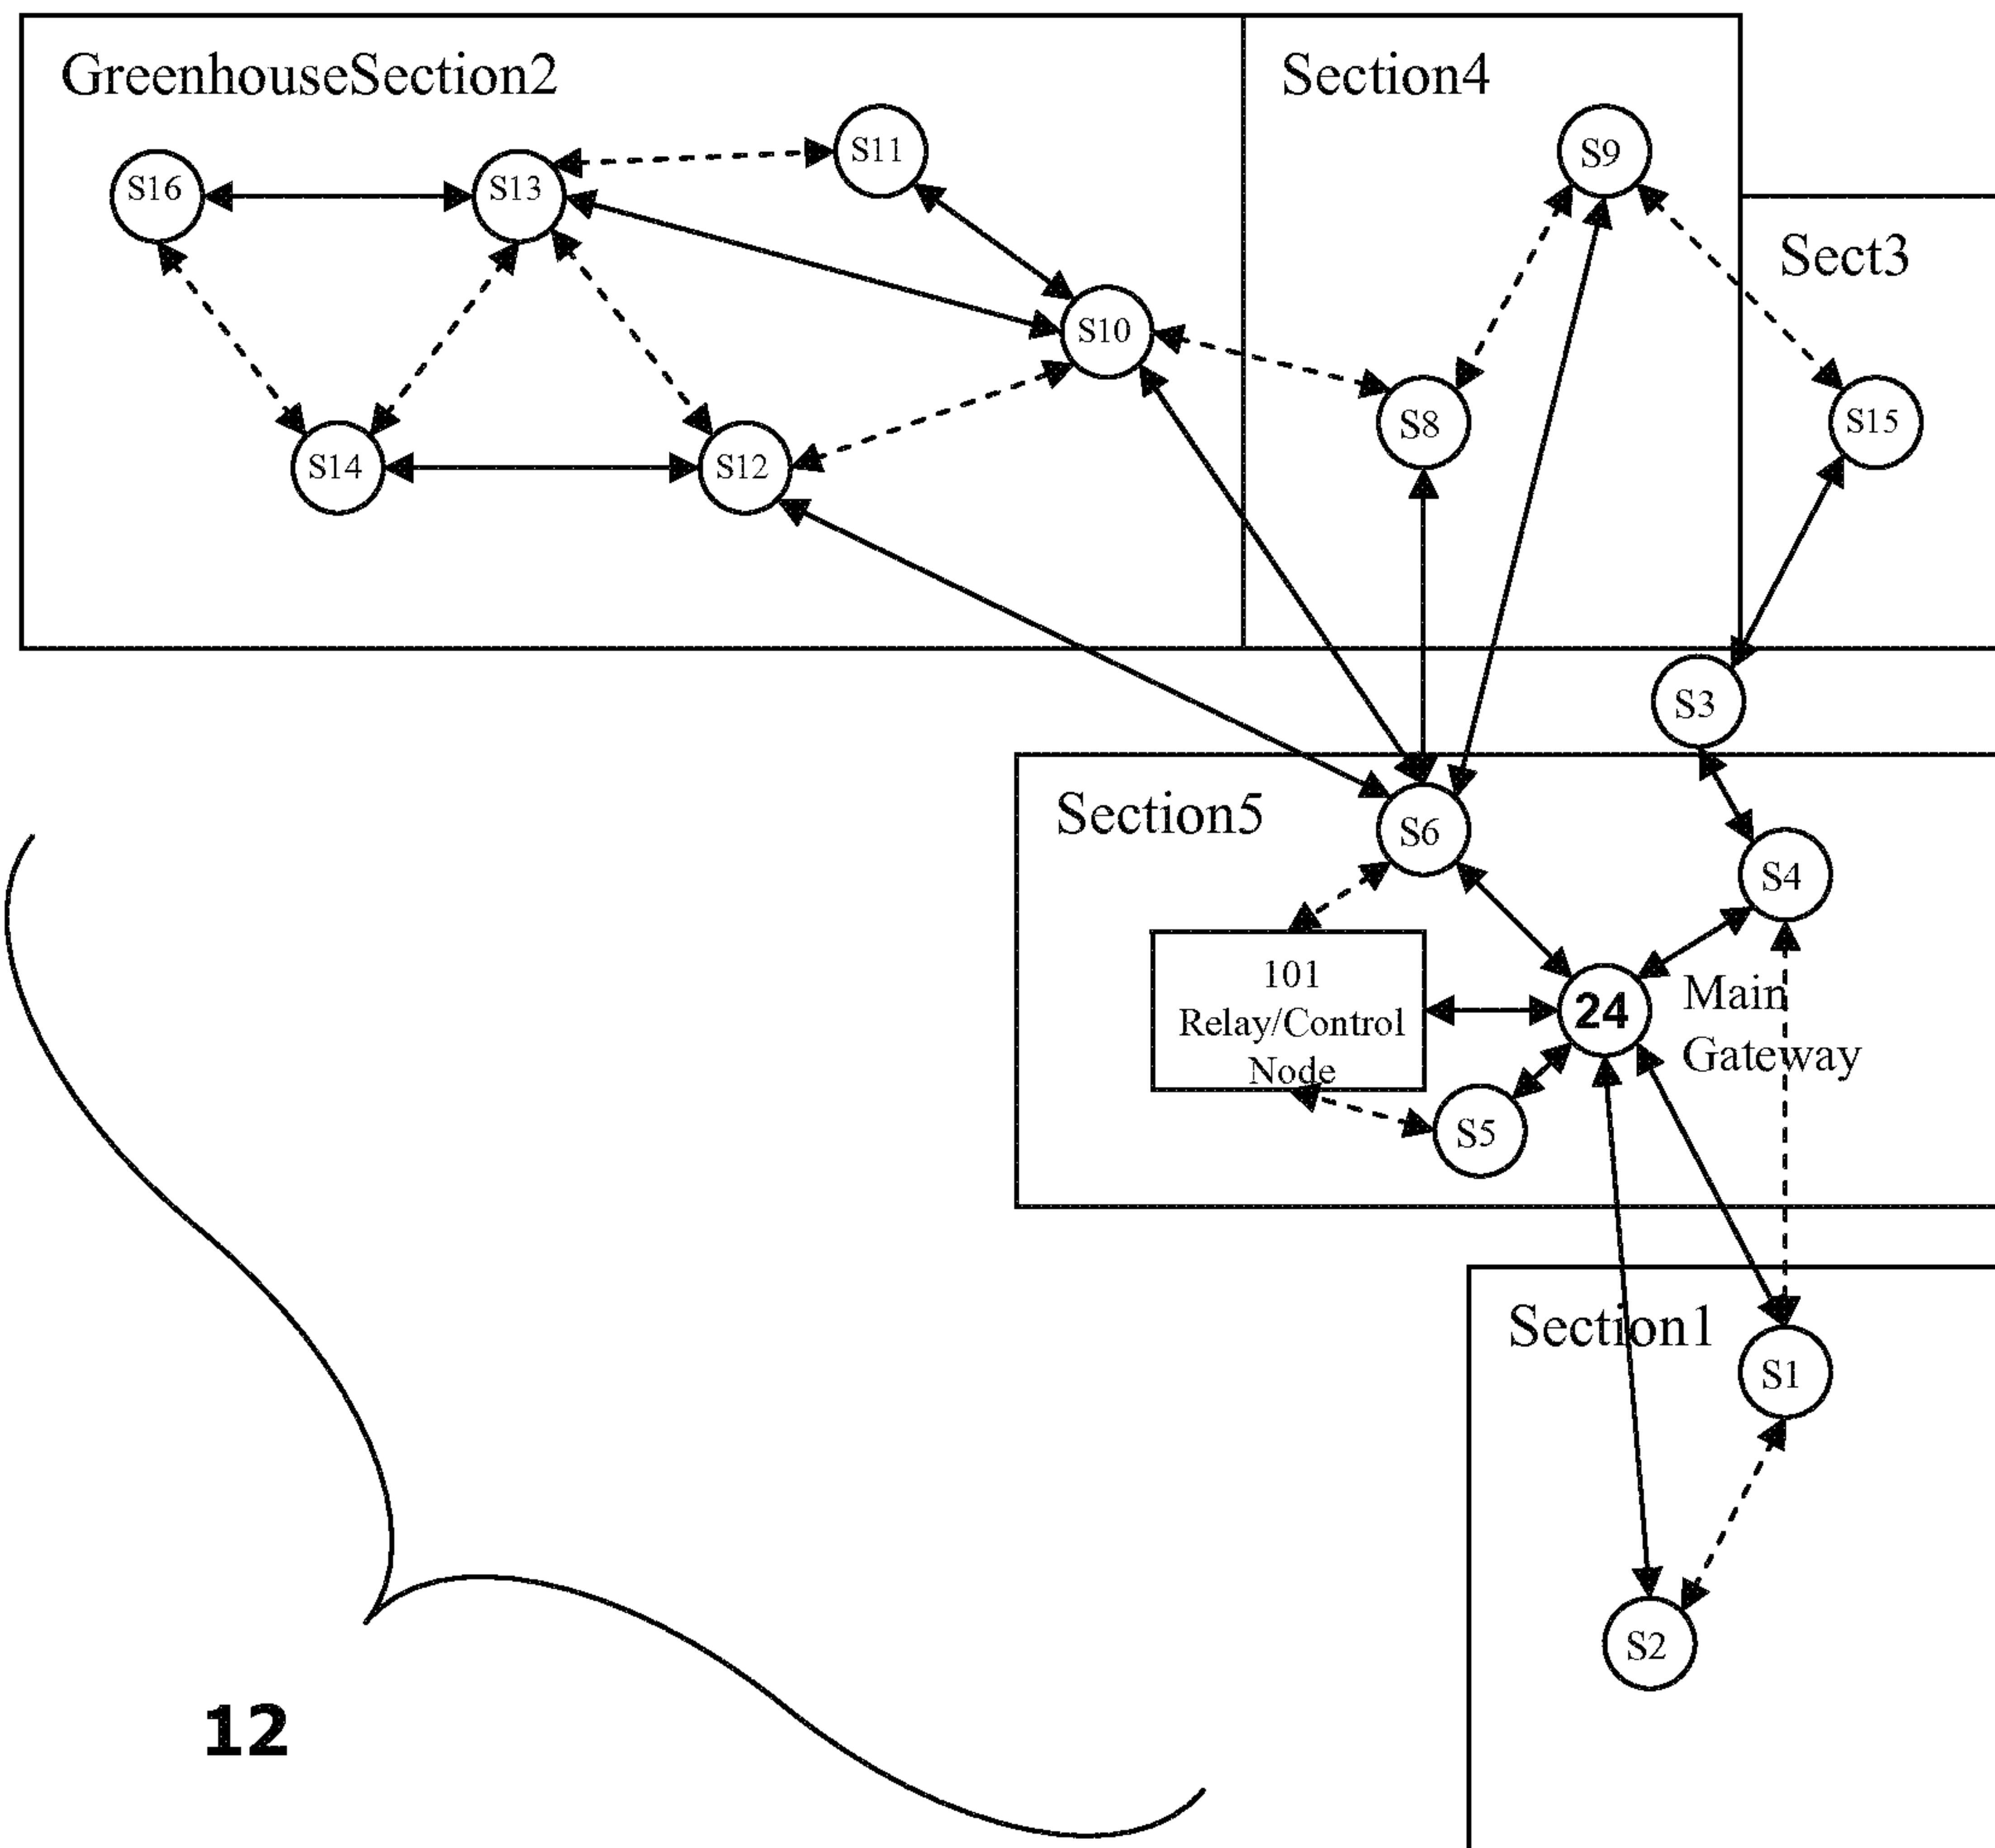 GreenhouseSection2
Section4
S11
S9
S16
S13
Sect3
S10
S8
S15
S14
S12
S3
Section5
S6
S4
101
Relay/Control
Node
24
Main
Gateway
S5
Section1
S1
S2
12